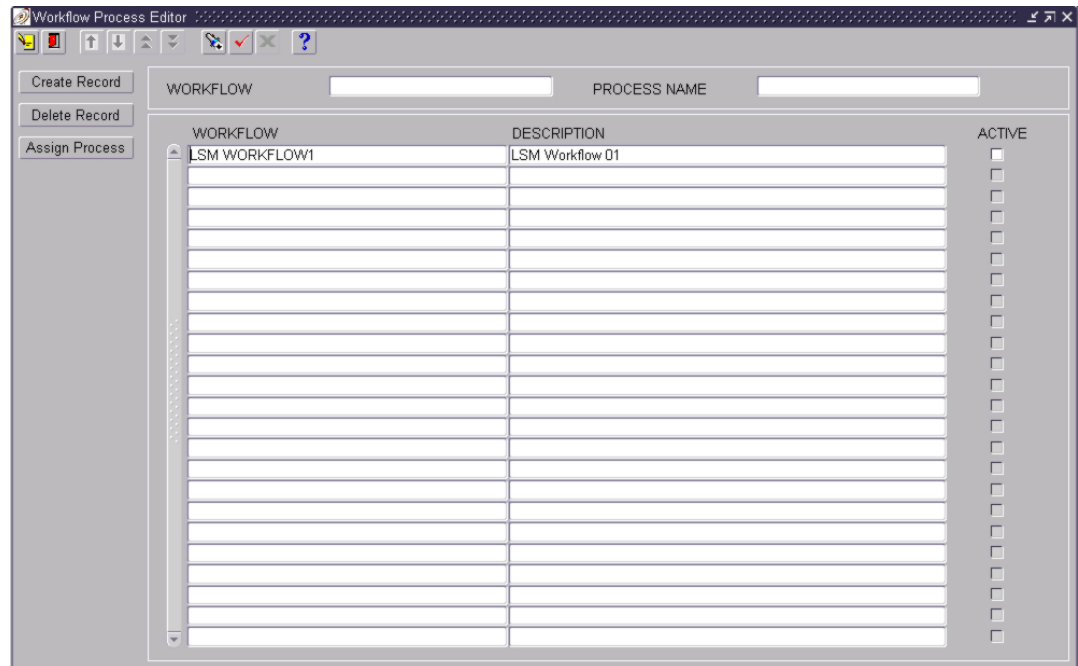 Workflow Process Editor
?
Create Record
Delete Record
Assign Process
WORKFLOW PROCESS NAME
WORKFLOW DESCRIPTION ACTIVE
LSM WORKFLOW1 LSM Workflow 01